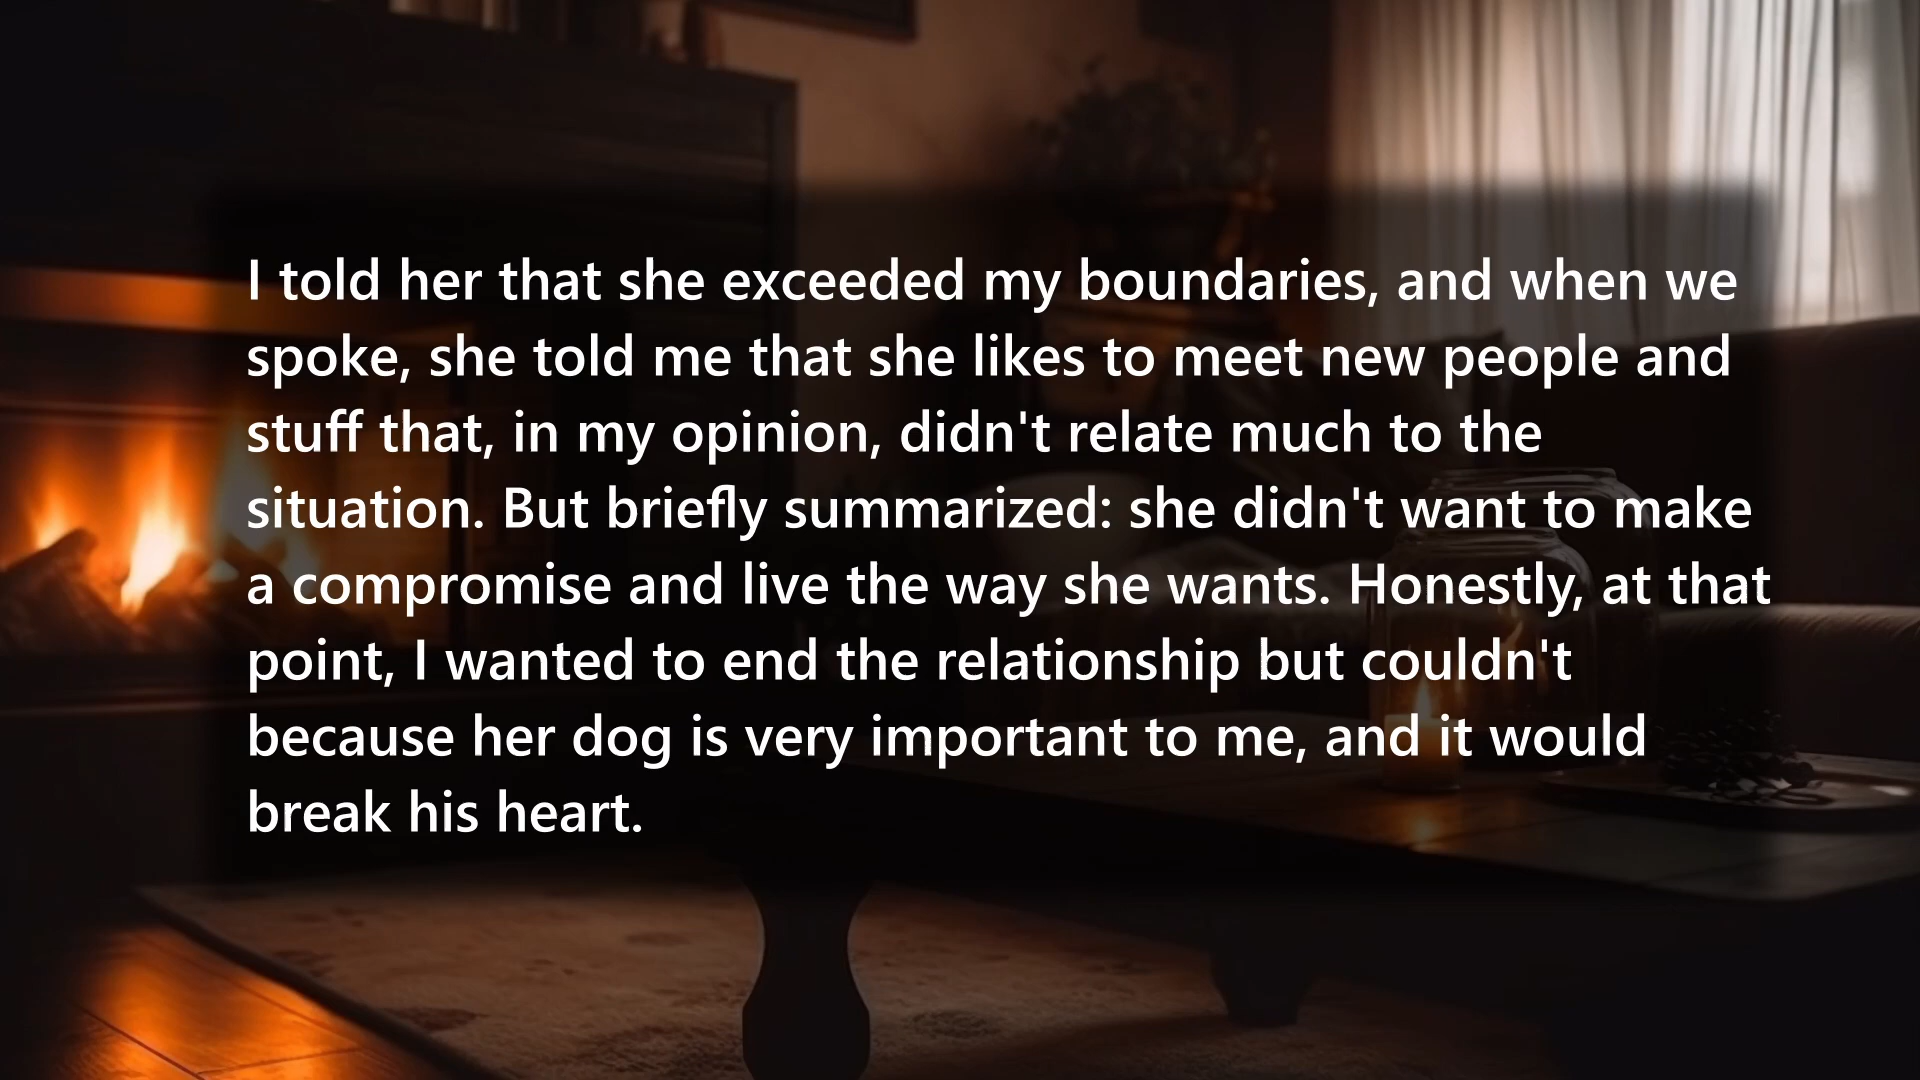 I told her that she exceeded my boundaries, and when we
spoke, she told me that she likes to meet new people and
stuff that, in my opinion, didn't relate much to the
situation. But briefly summarized: she didn't want to make
a compromise and live the way she wants. Honestly, at that
point, I wanted to end the relationship but couldn't
because her dog is very important to me, and it would
break his heart.